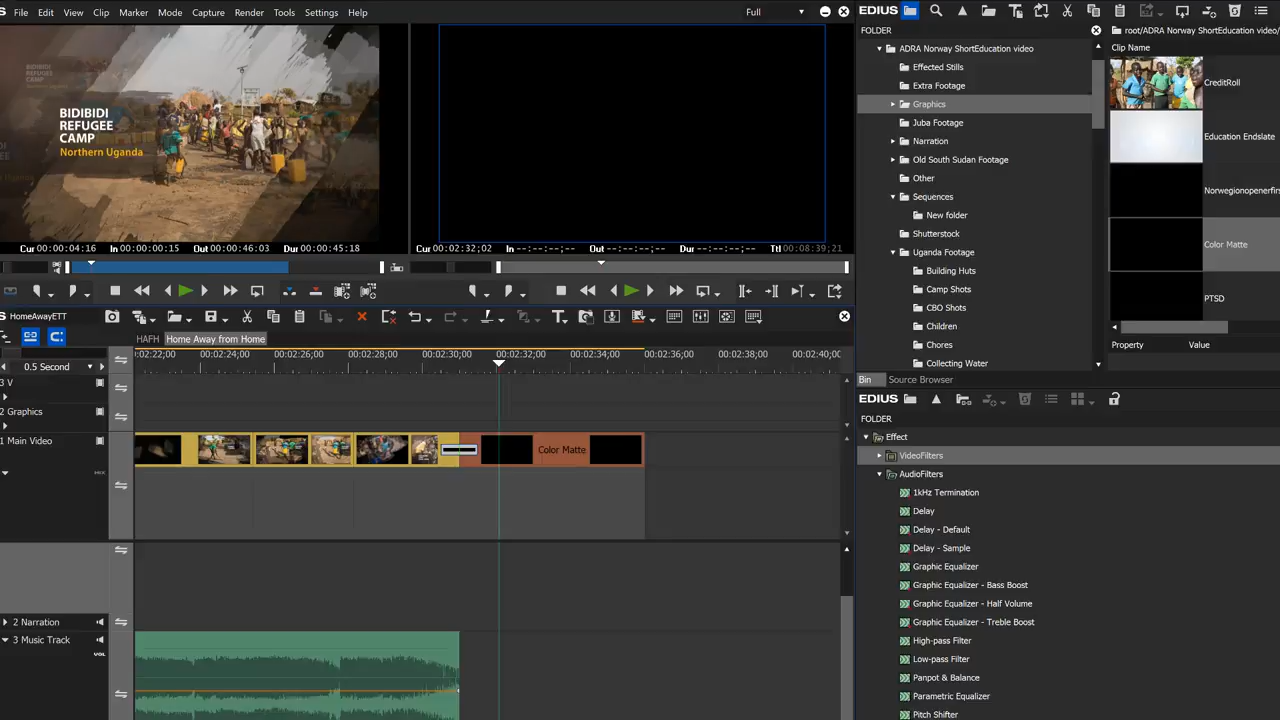 File Edit View Clip Marker Mode Capture Render Tools Settings Help
Full
BIDIBIDI
REFUGEE
CAMP
Northern Uganda
Cur 00:00:04:16 In 00:00:00:15 Out 00:00:46:03 Dur 00:00:45:18
Cur 00:02:32,02 In --:--:--,-- Out --:--:--,-- Dur --:--:--,-- Ttl 00:08:39,21
HomeAwayETT
HAFH Home Away from Home
0.5 Second
0:02:22;00 00:02:24;00 00:02:26;00 00:02:28;00 00:02:30;00 00:02:32;00 00:02:34;00 00:02:36;00 00:02:38;00 00:02:40;00
3 V
2 Graphics
1 Main Video
MIX
Color Matte
2 Narration
3 Music Track
VOL
EDIUS
FOLDER
ADRA Norway ShortEducation video
Effected Stills
Extra Footage
Graphics
Juba Footage
Narration
Old South Sudan Footage
Other
Sequences
New folder
Shutterstock
Uganda Footage
Building Huts
Camp Shots
CBO Shots
Children
Chores
Collecting Water
root/ADRA Norway ShortEducation video/
Clip Name
CreditRoll
Education Endslate
Norwegionopenerfirs
Color Matte
PTSD
Property Value
Bin Source Browser
EDIUS
FOLDER
Effect
VideoFilters
AudioFilters
1kHz Termination
Delay
Delay - Default
Delay - Sample
Graphic Equalizer
Graphic Equalizer - Bass Boost
Graphic Equalizer - Half Volume
Graphic Equalizer - Treble Boost
High-pass Filter
Low-pass Filter
Panpot & Balance
Parametric Equalizer
Pitch Shifter